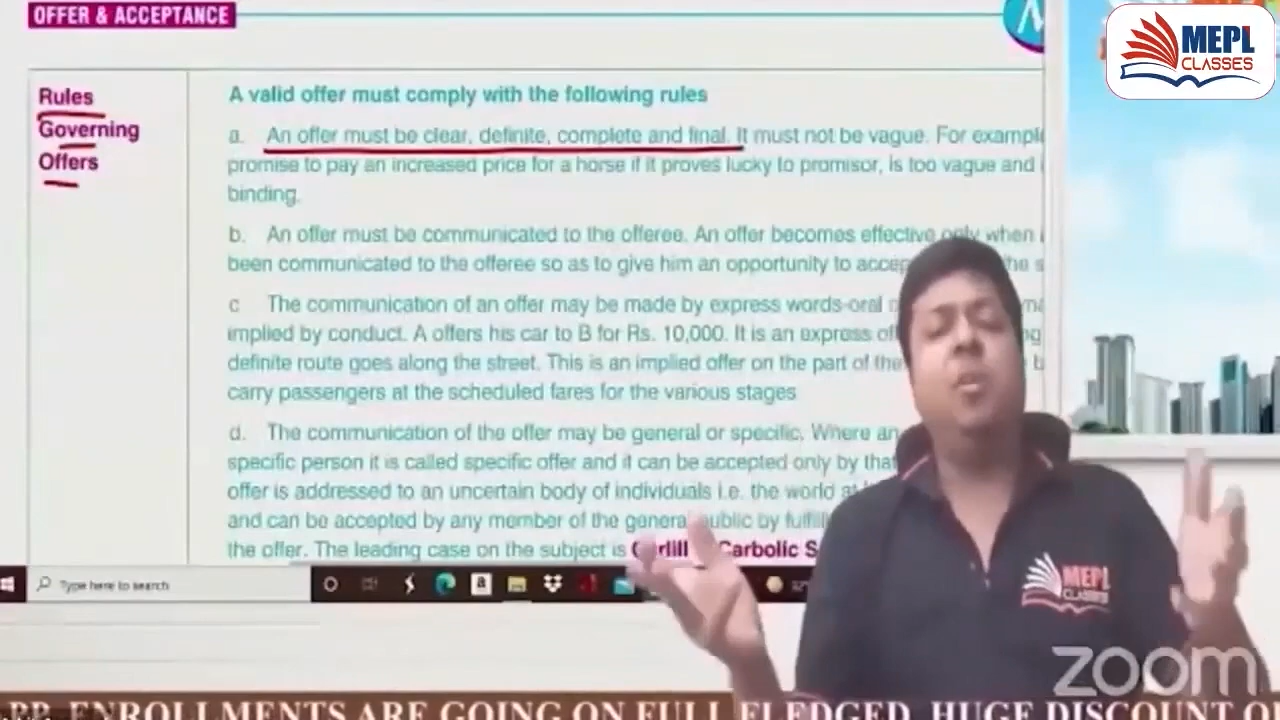 OFFER & ACCEPTANCE
MEPL
CLASSES
Rules
Governing
Offers
A valid offer must comply with the following rules
a. An offer must be clear, definite, complete and final. It must not be vague. For example
promise to pay an increased price for a horse if it proves lucky to promisor, is too vague and
binding.
b. An offer must be communicated to the offeree. An offer becomes effective only when
been communicated to the offeree so as to give him an opportunity to accep the s
c The communication of an offer may be made by express words-oral
implied by conduct. A offers his car to B for Rs. 10,000. It is an express of
definite route goes along the street. This is an implied offer on the part of the
carry passengers at the scheduled fares for the various stages
d. The communication of the offer may be general or specific. Where an
specific person it is called specific offer and it can be accepted only by that
offer is addressed to an uncertain body of individuals i.e. the world at
and can be accepted by any member of the general public by fulfil
the offer. The leading case on the subject is Carbolic S
Type here to search
MEPL
CLASSES
zoom
ENROLLMENTS ARE GOING ON FULL FLEDGED. HUGE DISCOUNT